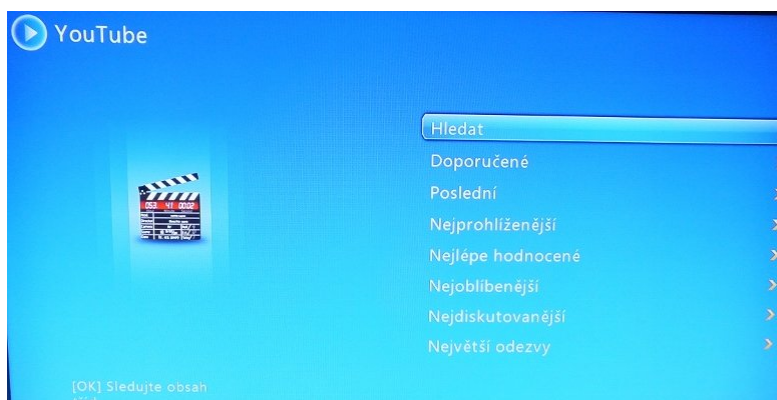 YouTube
Hledat
Doporučené
Poslední
Nejprohlíženější
Nejlépe hodnocené
Nejoblíbenější
Nejdiskutovanější
Největší odezvy
[OK] Sledujte obsah